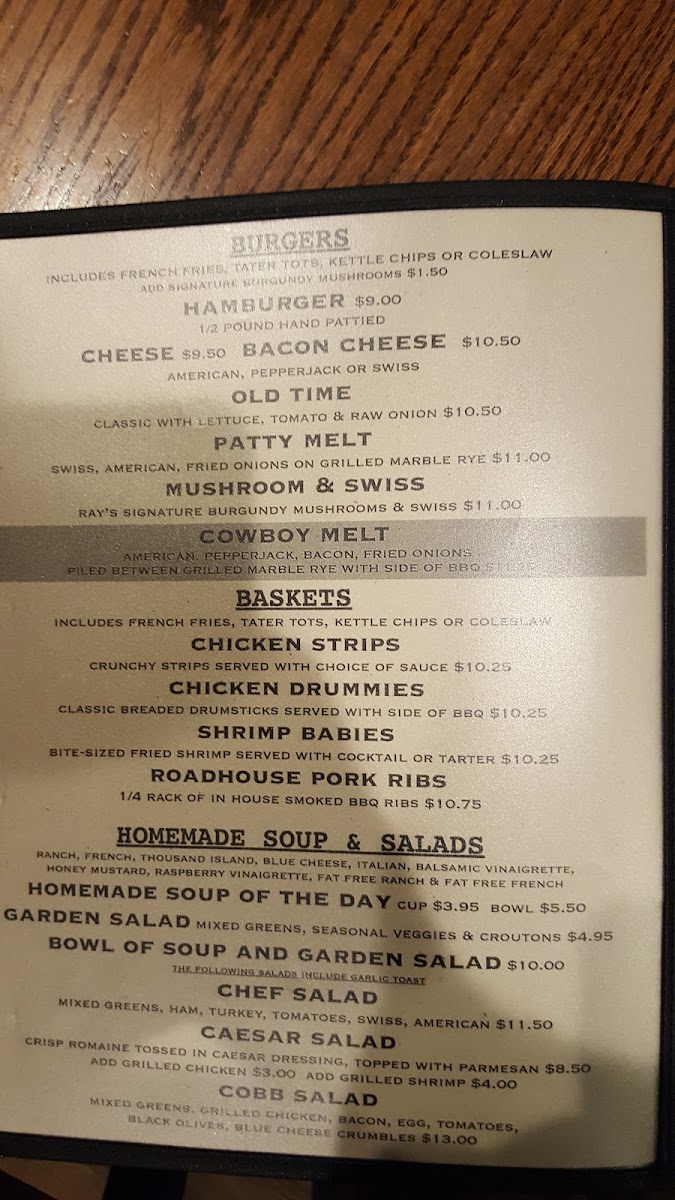 BURGERS
INCLUDES FRENCH FRIES, TATER TOTS, KETTLE CHIPS OR COLESLAW
ADD SIGNATURE BURGUNDY MUSHROOMS $1.50
HAMBURGER $9.00
1/2 POUND HAND PATTIED
CHEESE $9.50 BACON CHEESE $10.50
AMERICAN, PEPPERJACK OR SWISS
OLD TIME
CLASSIC WITH LETTUCE, TOMATO & RAW ONION $10.50
PATTY MELT
SWISS, AMERICAN, FRIED ONIONS ON GRILLED MARBLE RYE $11.00
MUSHROOM & SWISS
RAY'S SIGNATURE BURGUNDY MUSHROOMS & SWISS $11.00
COWBOY MELT
AMERICAN, PEPPERJACK, BACON, FRIED ONIONS
PILED BETWEEN GRILLED MARBLE RYE WITH SIDE OF BBQ
BASKETS
INCLUDES FRENCH FRIES, TATER TOTS, KETTLE CHIPS OR COLESLAW
CHICKEN STRIPS
CRUNCHY STRIPS SERVED WITH CHOICE OF SAUCE $10.25
CHICKEN DRUMMIES
CLASSIC BREADED DRUMSTICKS SERVED WITH SIDE OF BBQ $10.25
SHRIMP BABIES
BITE-SIZED FRIED SHRIMP SERVED WITH COCKTAIL OR TARTER $10.25
ROADHOUSE PORK RIBS
1/4 RACK OF IN HOUSE SMOKED BBQ RIBS $10.75
HOMEMADE SOUP & SALADS
RANCH, FRENCH, THOUSAND ISLAND, BLUE CHEESE, ITALIAN, BALSAMIC VINAIGRETTE,
HONEY MUSTARD, RASPBERRY VINAIGRETTE, FAT FREE RANCH & FAT FREE FRENCH
HOMEMADE SOUP OF THE DAY CUP $3.95 BOWL $5.50
GARDEN SALAD MIXED GREENS, SEASONAL VEGGIES & CROUTONS $4.95
BOWL OF SOUP AND GARDEN SALAD $10.00
THE FOLLOWING SALADS INCLUDE GARLIC TOAST
CHEF SALAD
MIXED GREENS, HAM, TURKEY, TOMATOES, SWISS, AMERICAN $11.50
CAESAR SALAD
CRISP ROMAINE TOSSED IN CAESAR DRESSING, TOPPED WITH PARMESAN $8.50
ADD GRILLED CHICKEN $3.00 ADD GRILLED SHRIMP $4.00
COBB SALAD
MIXED GREENS, GRILLED CHICKEN, BACON, EGG, TOMATOES,
BLACK OLIVES, BLUE CHEESE CRUMBLES $13.00